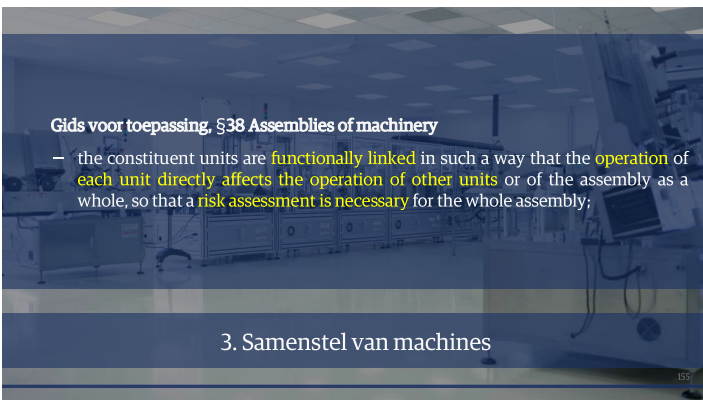 Gids voor toepassing, §38 Assemblies of machinery
– the constituent units are functionally linked in such a way that the operation of
each unit directly affects the operation of other units or of the assembly as a
whole, so that a risk assessment is necessary for the whole assembly;
3. Samenstel van machines
155